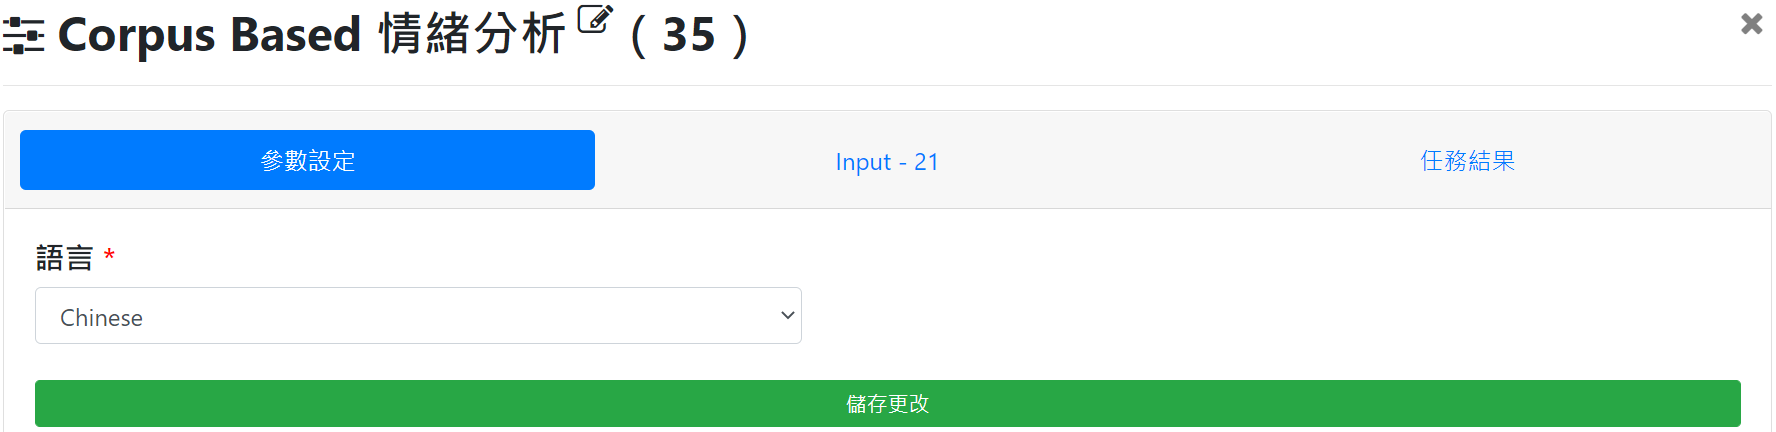 Corpus Based 情緒分析 ( 35 )
參數設定
Input - 21
任務結果
語言 *
Chinese
儲存更改